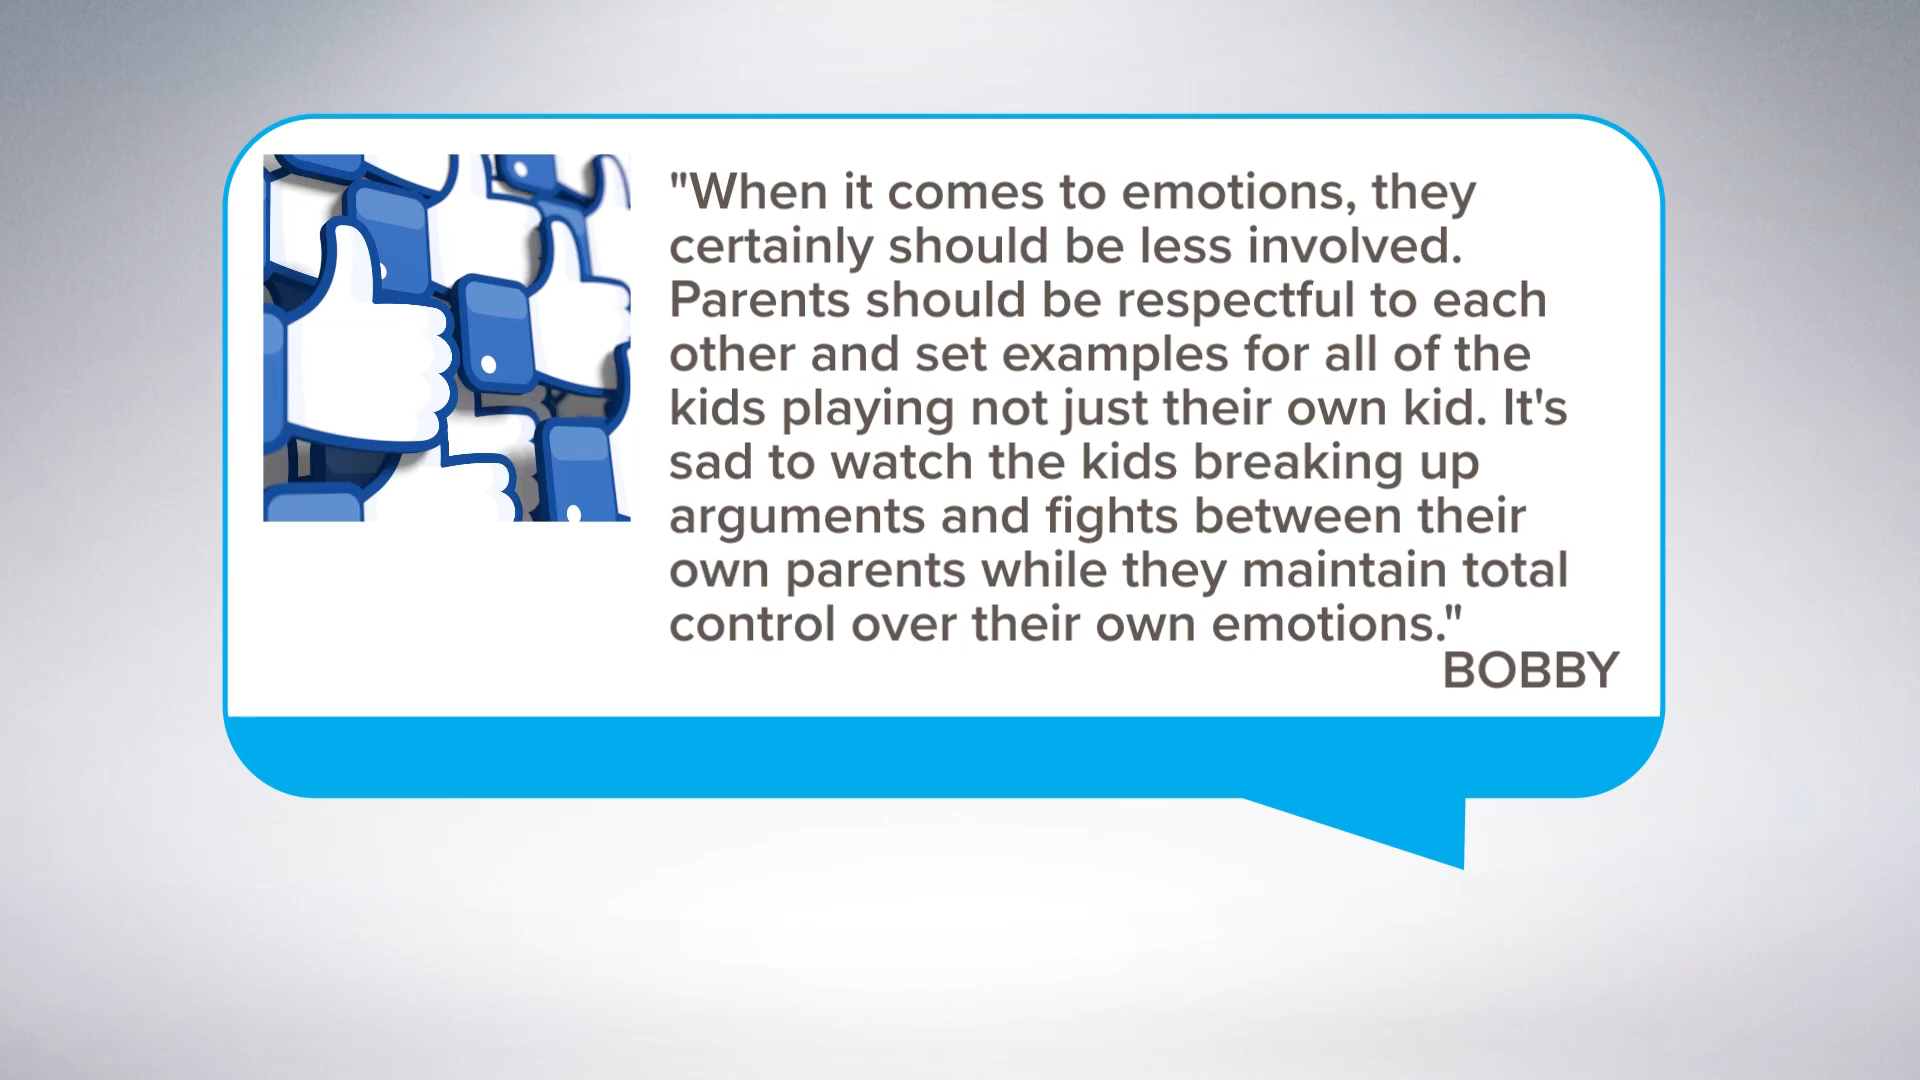 "When it comes to emotions, they
certainly should be less involved.
Parents should be respectful to each
other and set examples for all of the
kids playing not just their own kid. It's
sad to watch the kids breaking up
arguments and fights between their
own parents while they maintain total
control over their own emotions."
BOBBY